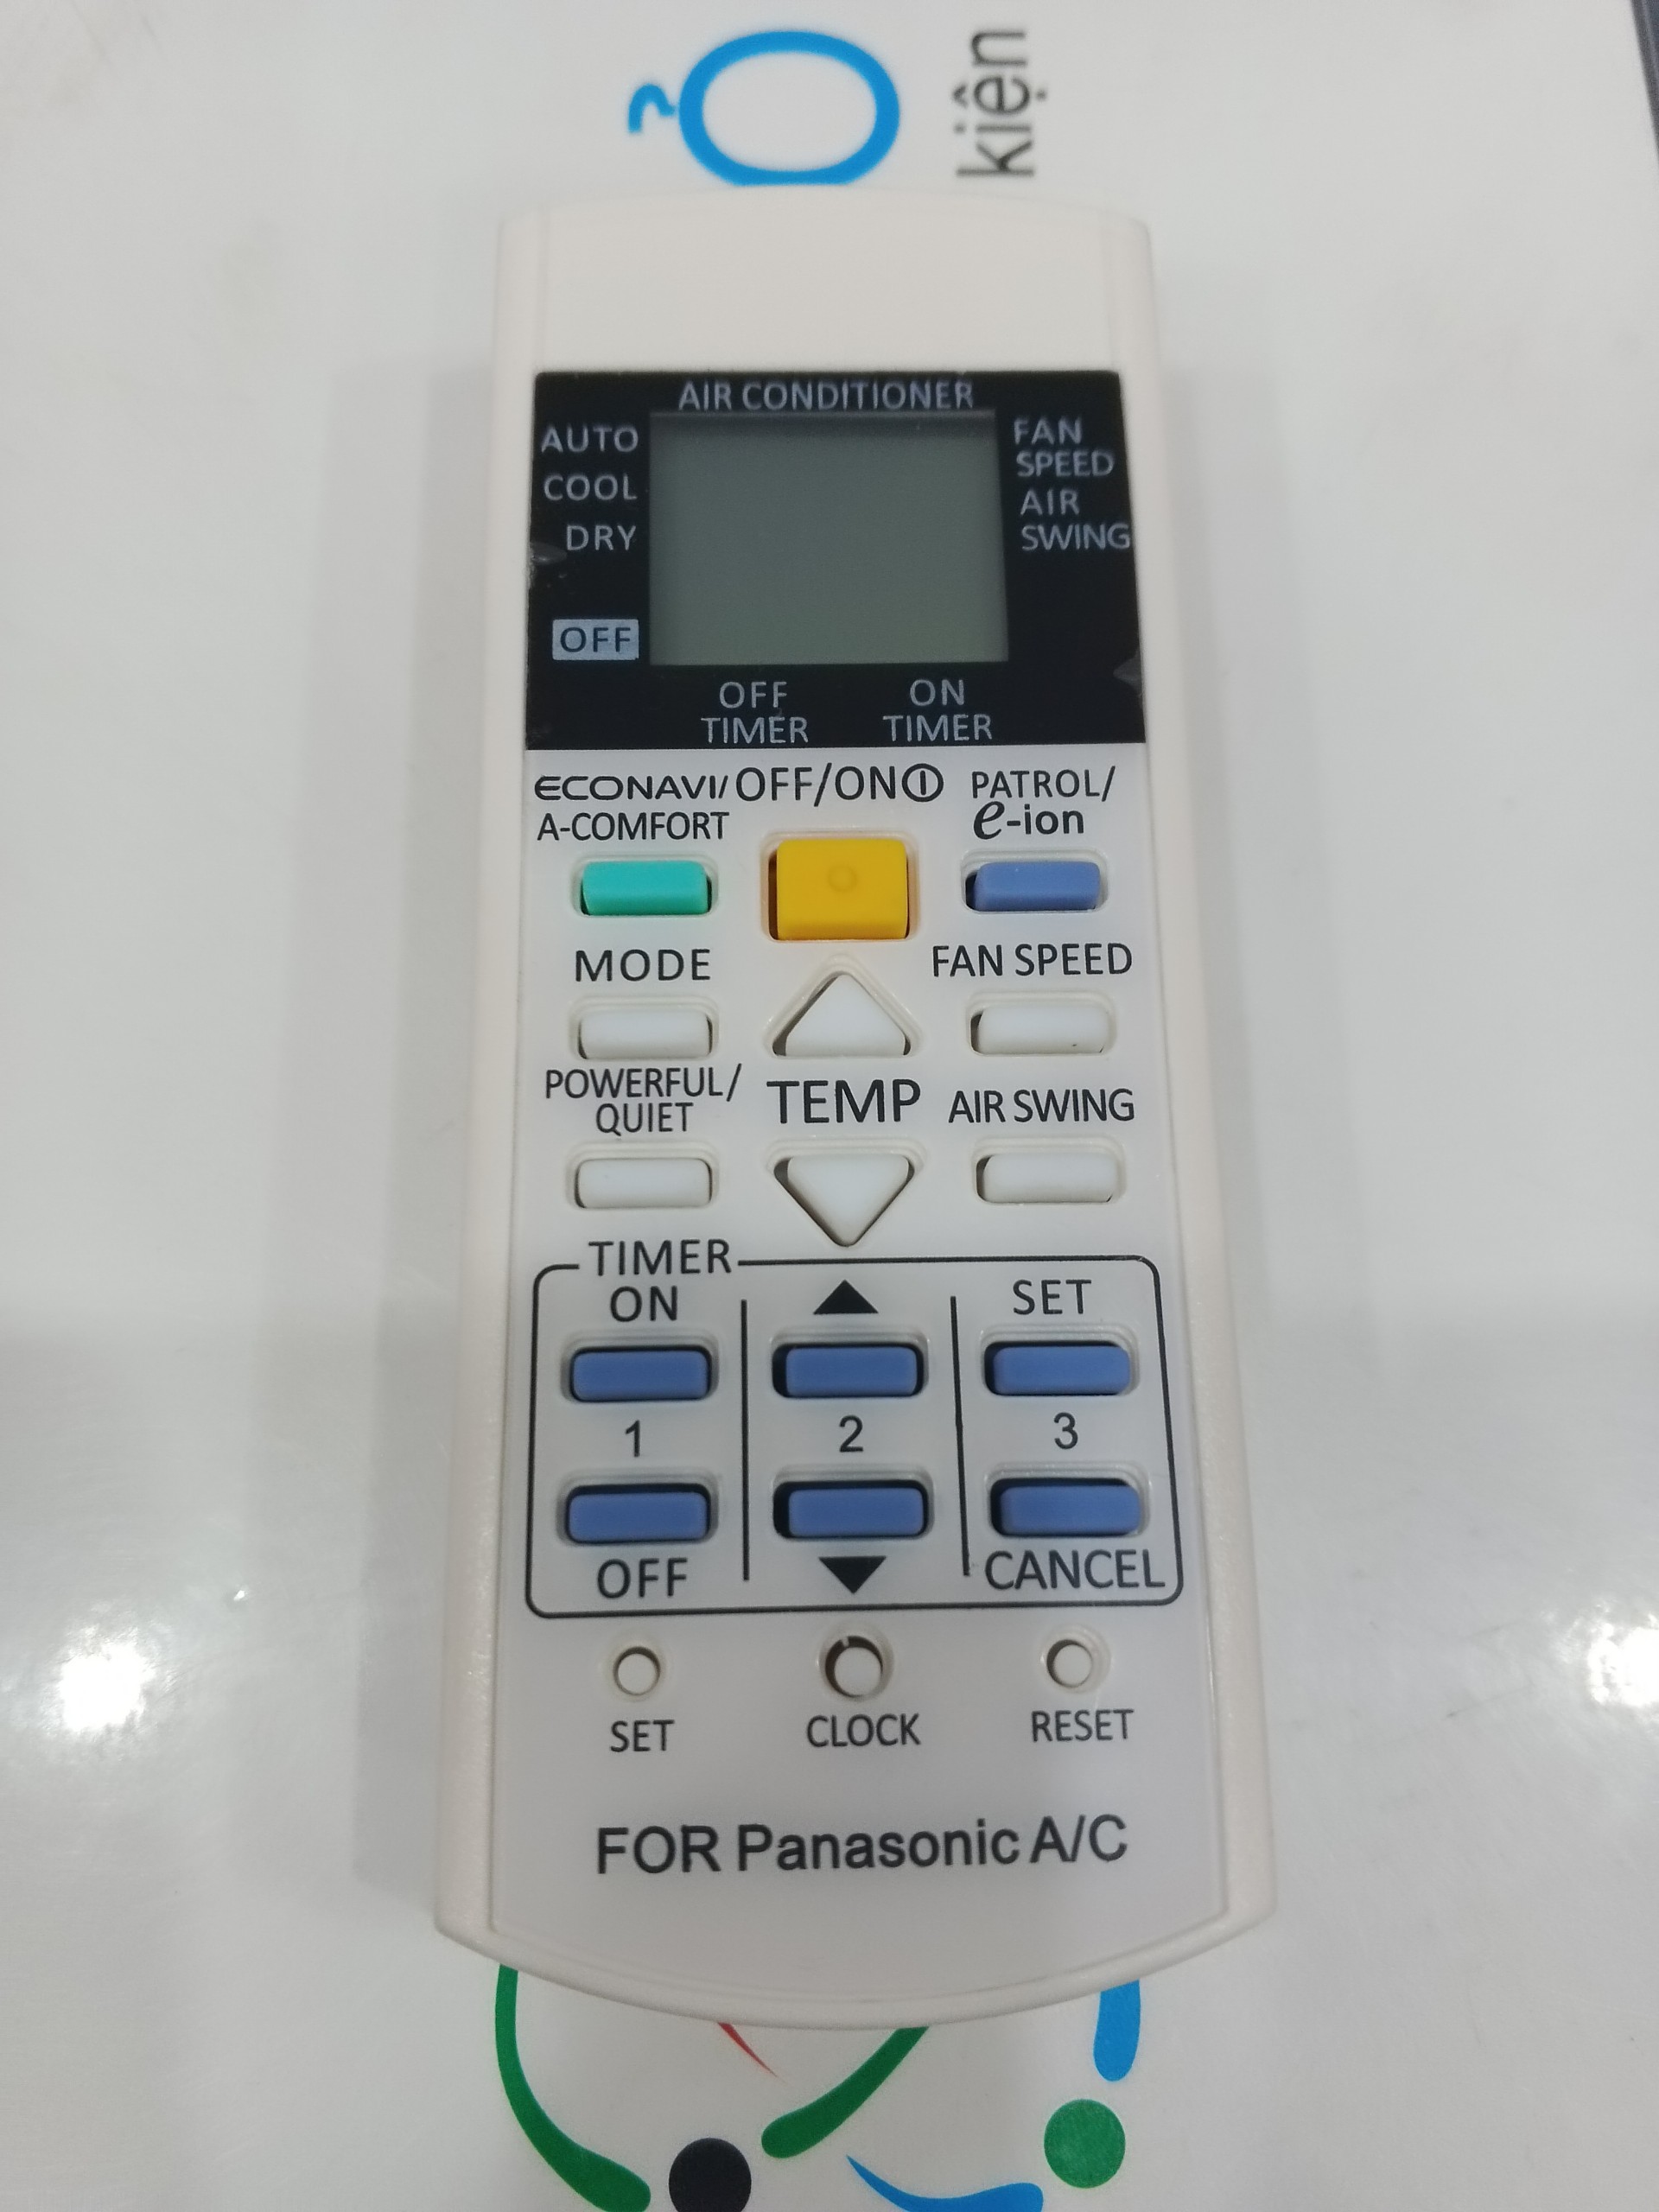 Ỏ
kiện
AIR CONDITIONER
AUTO
COOL
DRY
OFF
FAN
SPEED
AIR
SWING
OFF
TIMER
ON
TIMER
ECONAVI/
A-COMFORT
OFF/ON
PATROL/
e-ion
MODE
FAN SPEED
POWERFUL/
QUIET
TEMP
AIR SWING
TIMER
ON
▲
SET
1
2
3
OFF
▼
CANCEL
SET
CLOCK
RESET
FOR Panasonic A/C